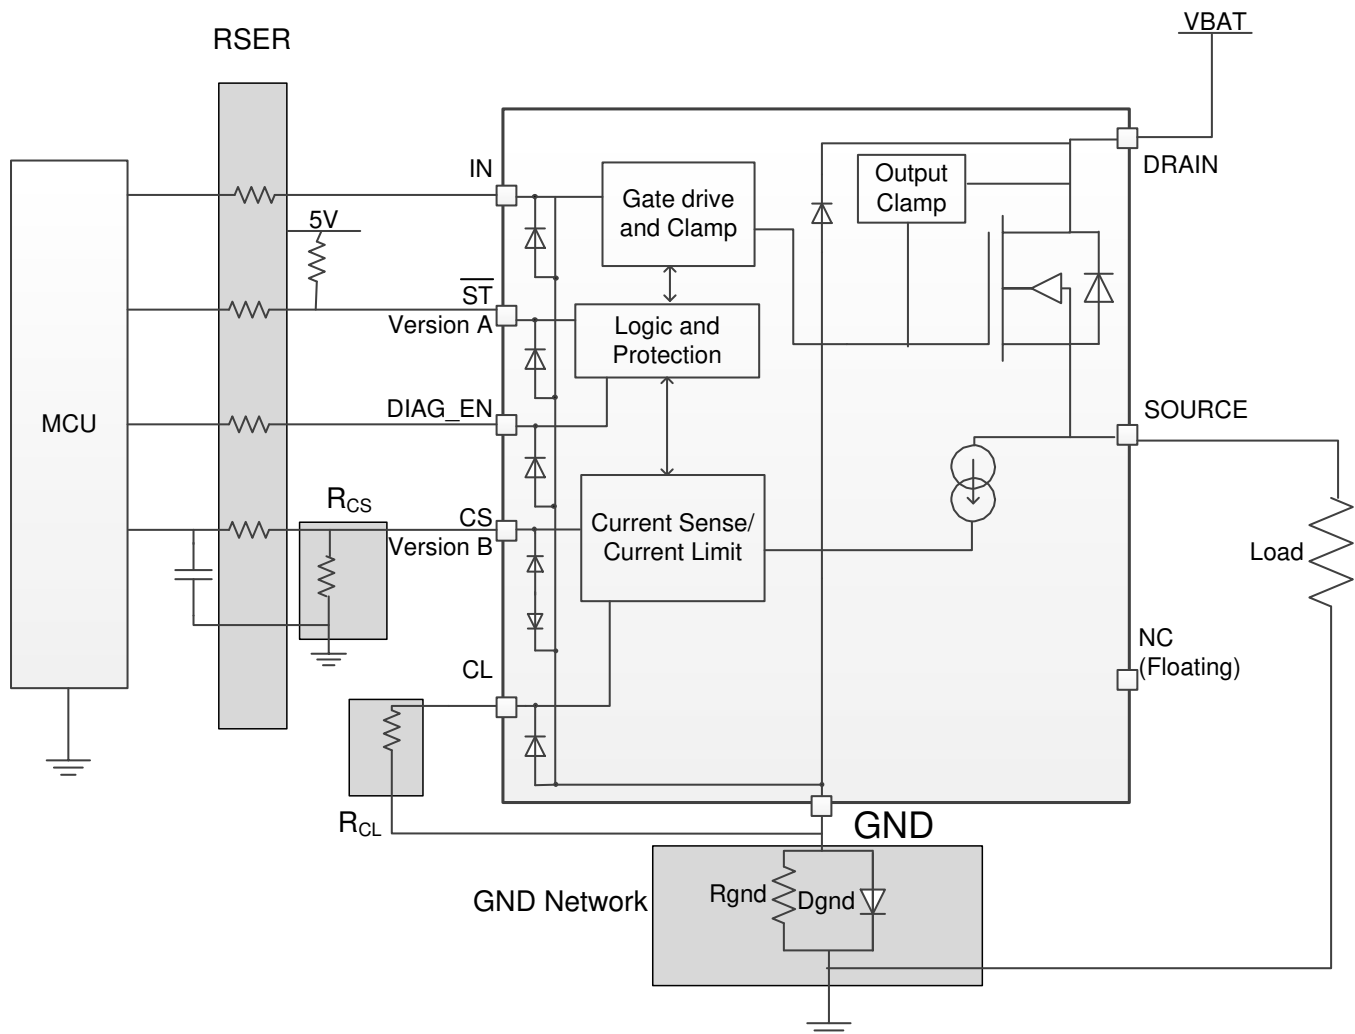 VBAT
RSER
IN
DRAIN
Gate drive
and Clamp
Output
Clamp
5V
S̅T̅
Version A
Logic and
Protection
MCU
DIAG_EN
SOURCE
RCS
CS
Version B
Current Sense/
Current Limit
Load
NC
(Floating)
CL
RCL
GND
GND Network
Rgnd
Dgnd